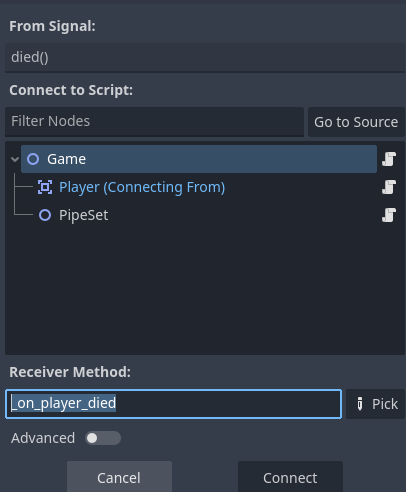 From Signal:
died()
Connect to Script:
Filter Nodes
Go to Source
Game
Player (Connecting From)
PipeSet
Receiver Method:
_on_player_died
Pick
Advanced
Cancel
Connect